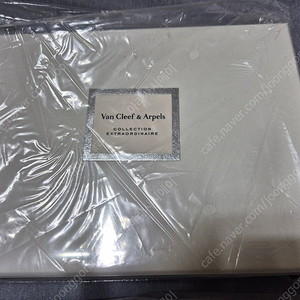 Van Cleef & Arpels
COLLECTION
EXTRAORDINAIRE